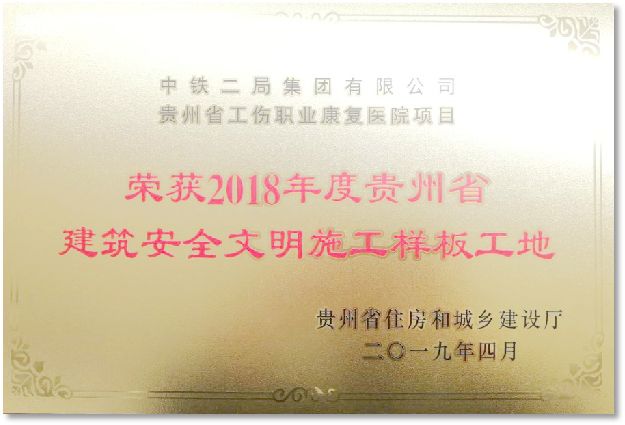 中铁二局集团有限公司
贵州省工伤职业康复医院项目
荣获2018年度贵州省
建筑安全文明施工样板工地
贵州省住房和城乡建设厅
二〇一九年四月